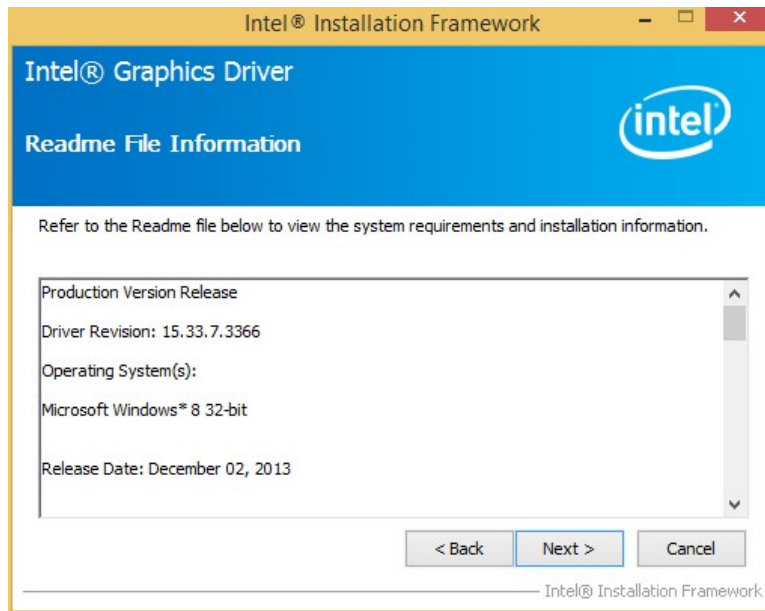 Intel® Installation Framework
Intel® Graphics Driver
intel
Readme File Information
Refer to the Readme file below to view the system requirements and installation information.
Production Version Release
Driver Revision: 15.33.7.3366
Operating System(s):
Microsoft Windows* 8 32-bit
Release Date: December 02, 2013
< Back
Next >
Cancel
Intel® Installation Framework